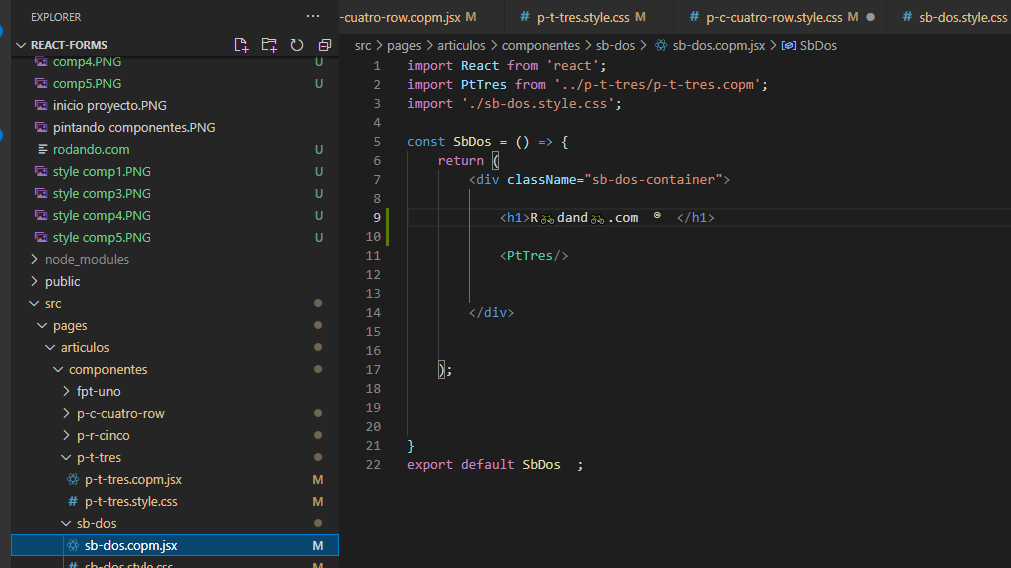 EXPLORER ...
REACT-FORMS
comp4.PNG U
comp5.PNG U
inicio proyecto.PNG
pintando componentes.PNG
rodando.com U
style comp1.PNG U
style comp3.PNG U
style comp4.PNG U
style comp5.PNG U
node_modules
public
src
pages
articulos
componentes
fpt-uno
p-c-cuatro-row
p-r-cinco
p-t-tres
p-t-tres.copm.jsx M
# p-t-tres.style.css M
sb-dos
sb-dos.copm.jsx M
# sb-dos.style.css M
-cuatro-row.copm.jsx M # p-t-tres.style.css M # p-c-cuatro-row.style.css M ● # sb-dos.style.css
src > pages > articulos > componentes > sb-dos > sb-dos.copm.jsx > SbDos
1 import React from 'react';
2 import PtTres from '../p-t-tres/p-t-tres.copm';
3 import './sb-dos.style.css';
4
5 const SbDos = () => {
6 return (
7 <div className="sb-dos-container">
8
9 <h1>R🚲dand🚲.com ® </h1>
10
11 <PtTres/>
12
13
14 </div>
15
16
17 );
18
19
20
21 }
22 export default SbDos ;